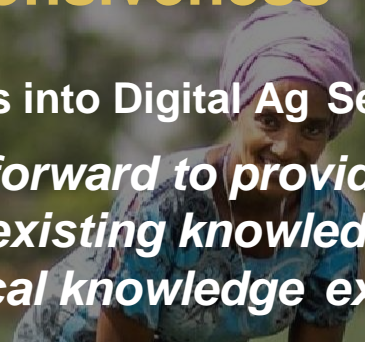 s into Digital Ag Se
forward to provid
existing knowled
cal knowledge ex